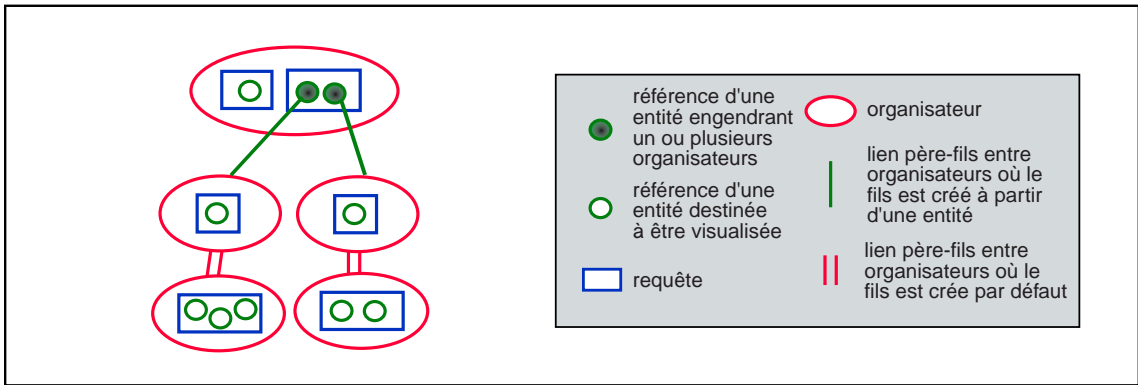 référence d'une
entité engendrant
un ou plusieurs
organisateurs
référence d'une
entité destinée
à être visualisée
requête
organisateur
lien père-fils entre
organisateurs où le
fils est créé à partir
d'une entité
lien père-fils entre
organisateurs où le
fils est crée par défaut